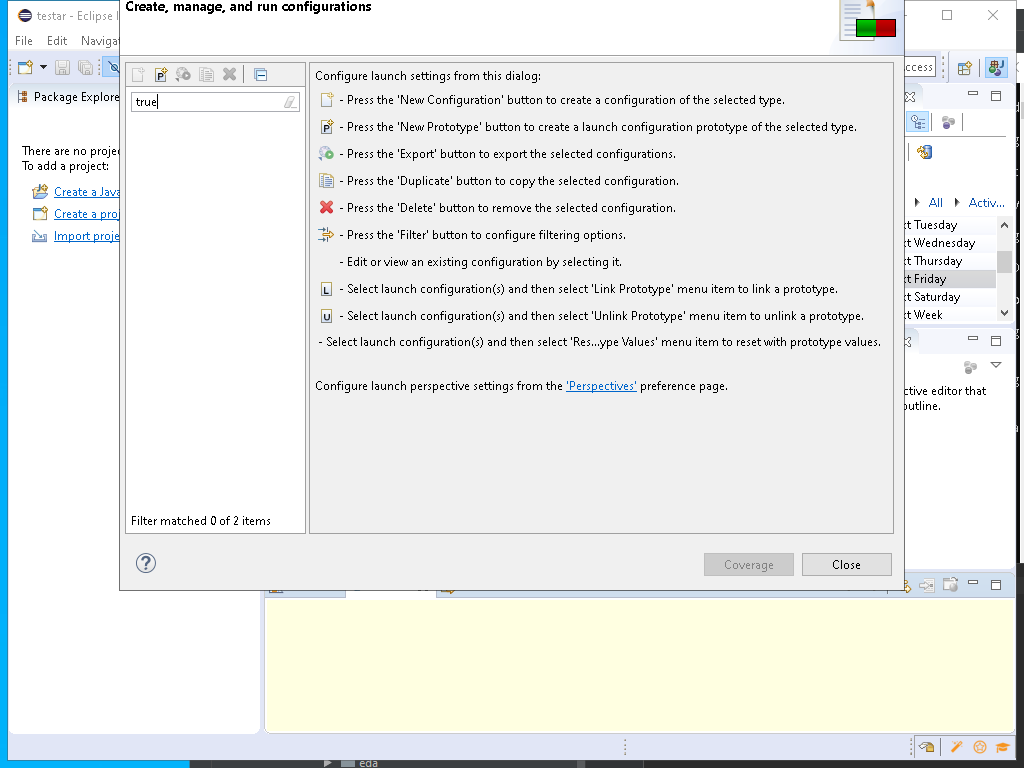 Create, manage, and run configurations
testar - Eclipse I
File Edit Navigat
ccess
Package Explore
There are no projec
To add a project:
Create a Java
Create a proj
Import proje
true
Filter matched 0 of 2 items
Configure launch settings from this dialog:
- Press the 'New Configuration' button to create a configuration of the selected type.
P - Press the 'New Prototype' button to create a launch configuration prototype of the selected type.
- Press the 'Export' button to export the selected configurations.
- Press the 'Duplicate' button to copy the selected configuration.
- Press the 'Delete' button to remove the selected configuration.
- Press the 'Filter' button to configure filtering options.
- Edit or view an existing configuration by selecting it.
L - Select launch configuration(s) and then select 'Link Prototype' menu item to link a prototype.
U - Select launch configuration(s) and then select 'Unlink Prototype' menu item to unlink a prototype.
- Select launch configuration(s) and then select 'Res...ype Values' menu item to reset with prototype values.
Configure launch perspective settings from the 'Perspectives' preference page.
? Coverage Close
All Activ...
xt Tuesday
xt Wednesday
xt Thursday
xt Friday
xt Saturday
xt Week
ctive editor that
outline.
eda